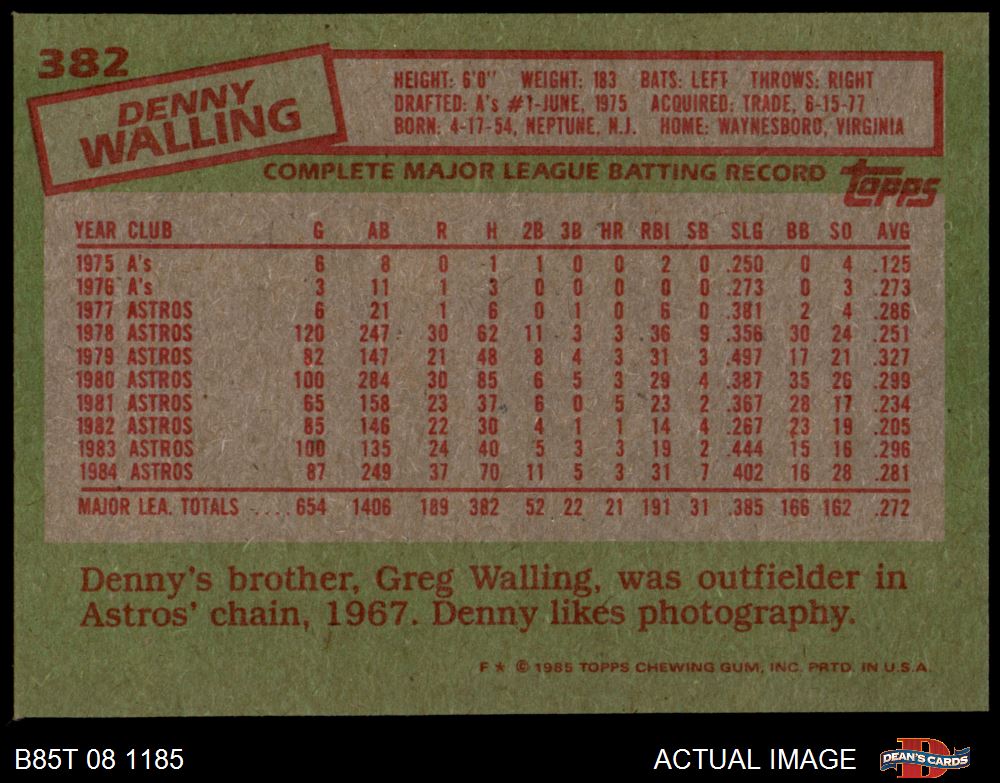 382
DENNY
WALLING
HEIGHT: 6'0" WEIGHT: 183 BATS: LEFT THROWS: RIGHT
DRAFTED: A's #1-JUNE, 1975 ACQUIRED: TRADE, 6-15-77
BORN: 4-17-54, NEPTUNE, N.J. HOME: WAYNESBORO, VIRGINIA
COMPLETE MAJOR LEAGUE BATTING RECORD topps
YEAR CLUB G AB R H 2B 3B HR RBI SB SLG BB SO AVG
1975 A's 6 8 0 1 1 0 0 2 0 .250 0 4 .125
1976 A's 3 11 1 3 0 0 0 0 0 .273 0 3 .273
1977 ASTROS 6 21 1 6 0 1 0 6 0 .381 2 4 .286
1978 ASTROS 120 247 30 62 11 3 3 36 9 .356 30 24 .251
1979 ASTROS 82 147 21 48 8 4 3 31 3 .497 17 21 .327
1980 ASTROS 100 284 30 85 6 5 3 29 4 .387 35 26 .299
1981 ASTROS 65 158 23 37 6 0 5 23 2 .367 28 17 .234
1982 ASTROS 85 146 22 30 4 1 1 14 4 .267 23 19 .205
1983 ASTROS 100 135 24 40 5 3 3 19 2 .444 15 16 .296
1984 ASTROS 87 249 37 70 11 5 3 31 7 402 16 28 .281
MAJOR LEA. TOTALS .... 654 1406 189 382 52 22 21 191 31 .385 166 162 .272
Denny's brother, Greg Walling, was outfielder in
Astros' chain, 1967. Denny likes photography.
F ★ © 1985 TOPPS CHEWING GUM, INC. PRTD. IN U.S.A.
B85T 08 1185 ACTUAL IMAGE DEAN'S CARDS